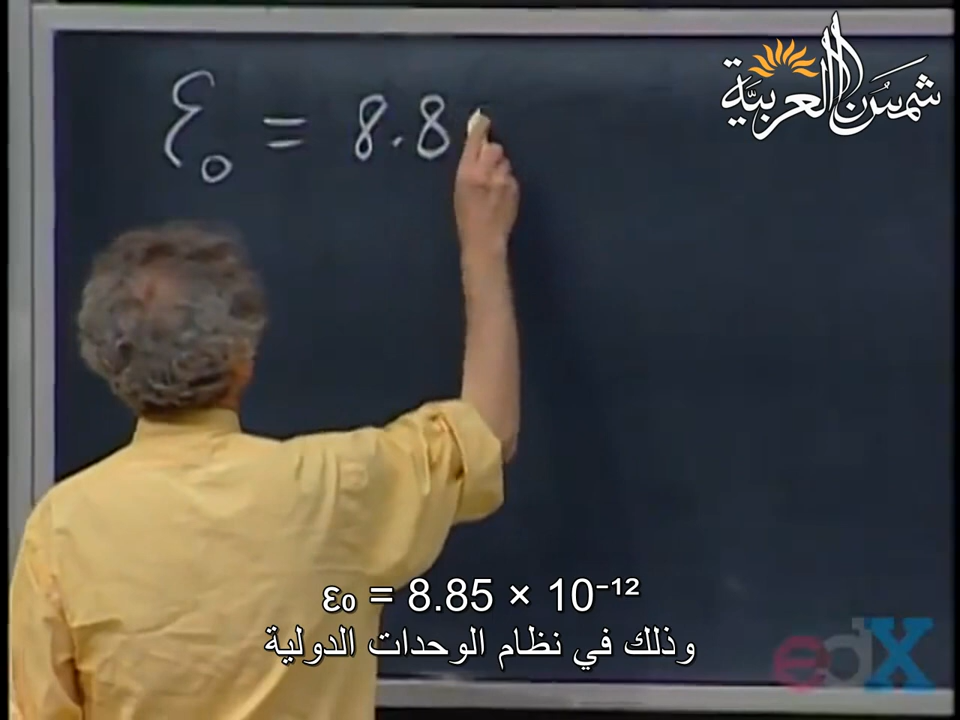 شمس العربية
ε₀ = 8.8
ε₀ = 8.85 × 10⁻¹²
وذلك في نظام الوحدات الدولية
edX